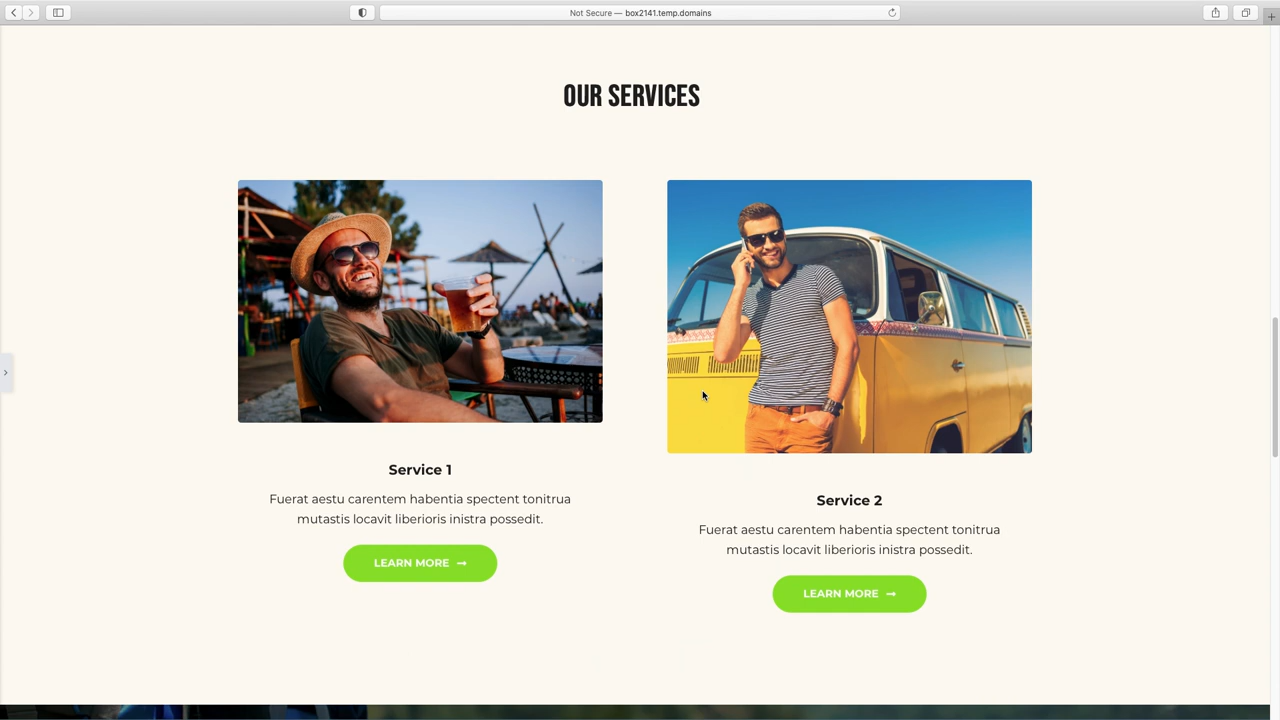 Not Secure — box2141.temp.domains
OUR SERVICES
Service 1
Fuerat aestu carentem habentia spectent tonitrua
mutastis locavit liberioris inistra possedit.
LEARN MORE →
Service 2
Fuerat aestu carentem habentia spectent tonitrua
mutastis locavit liberioris inistra possedit.
LEARN MORE →